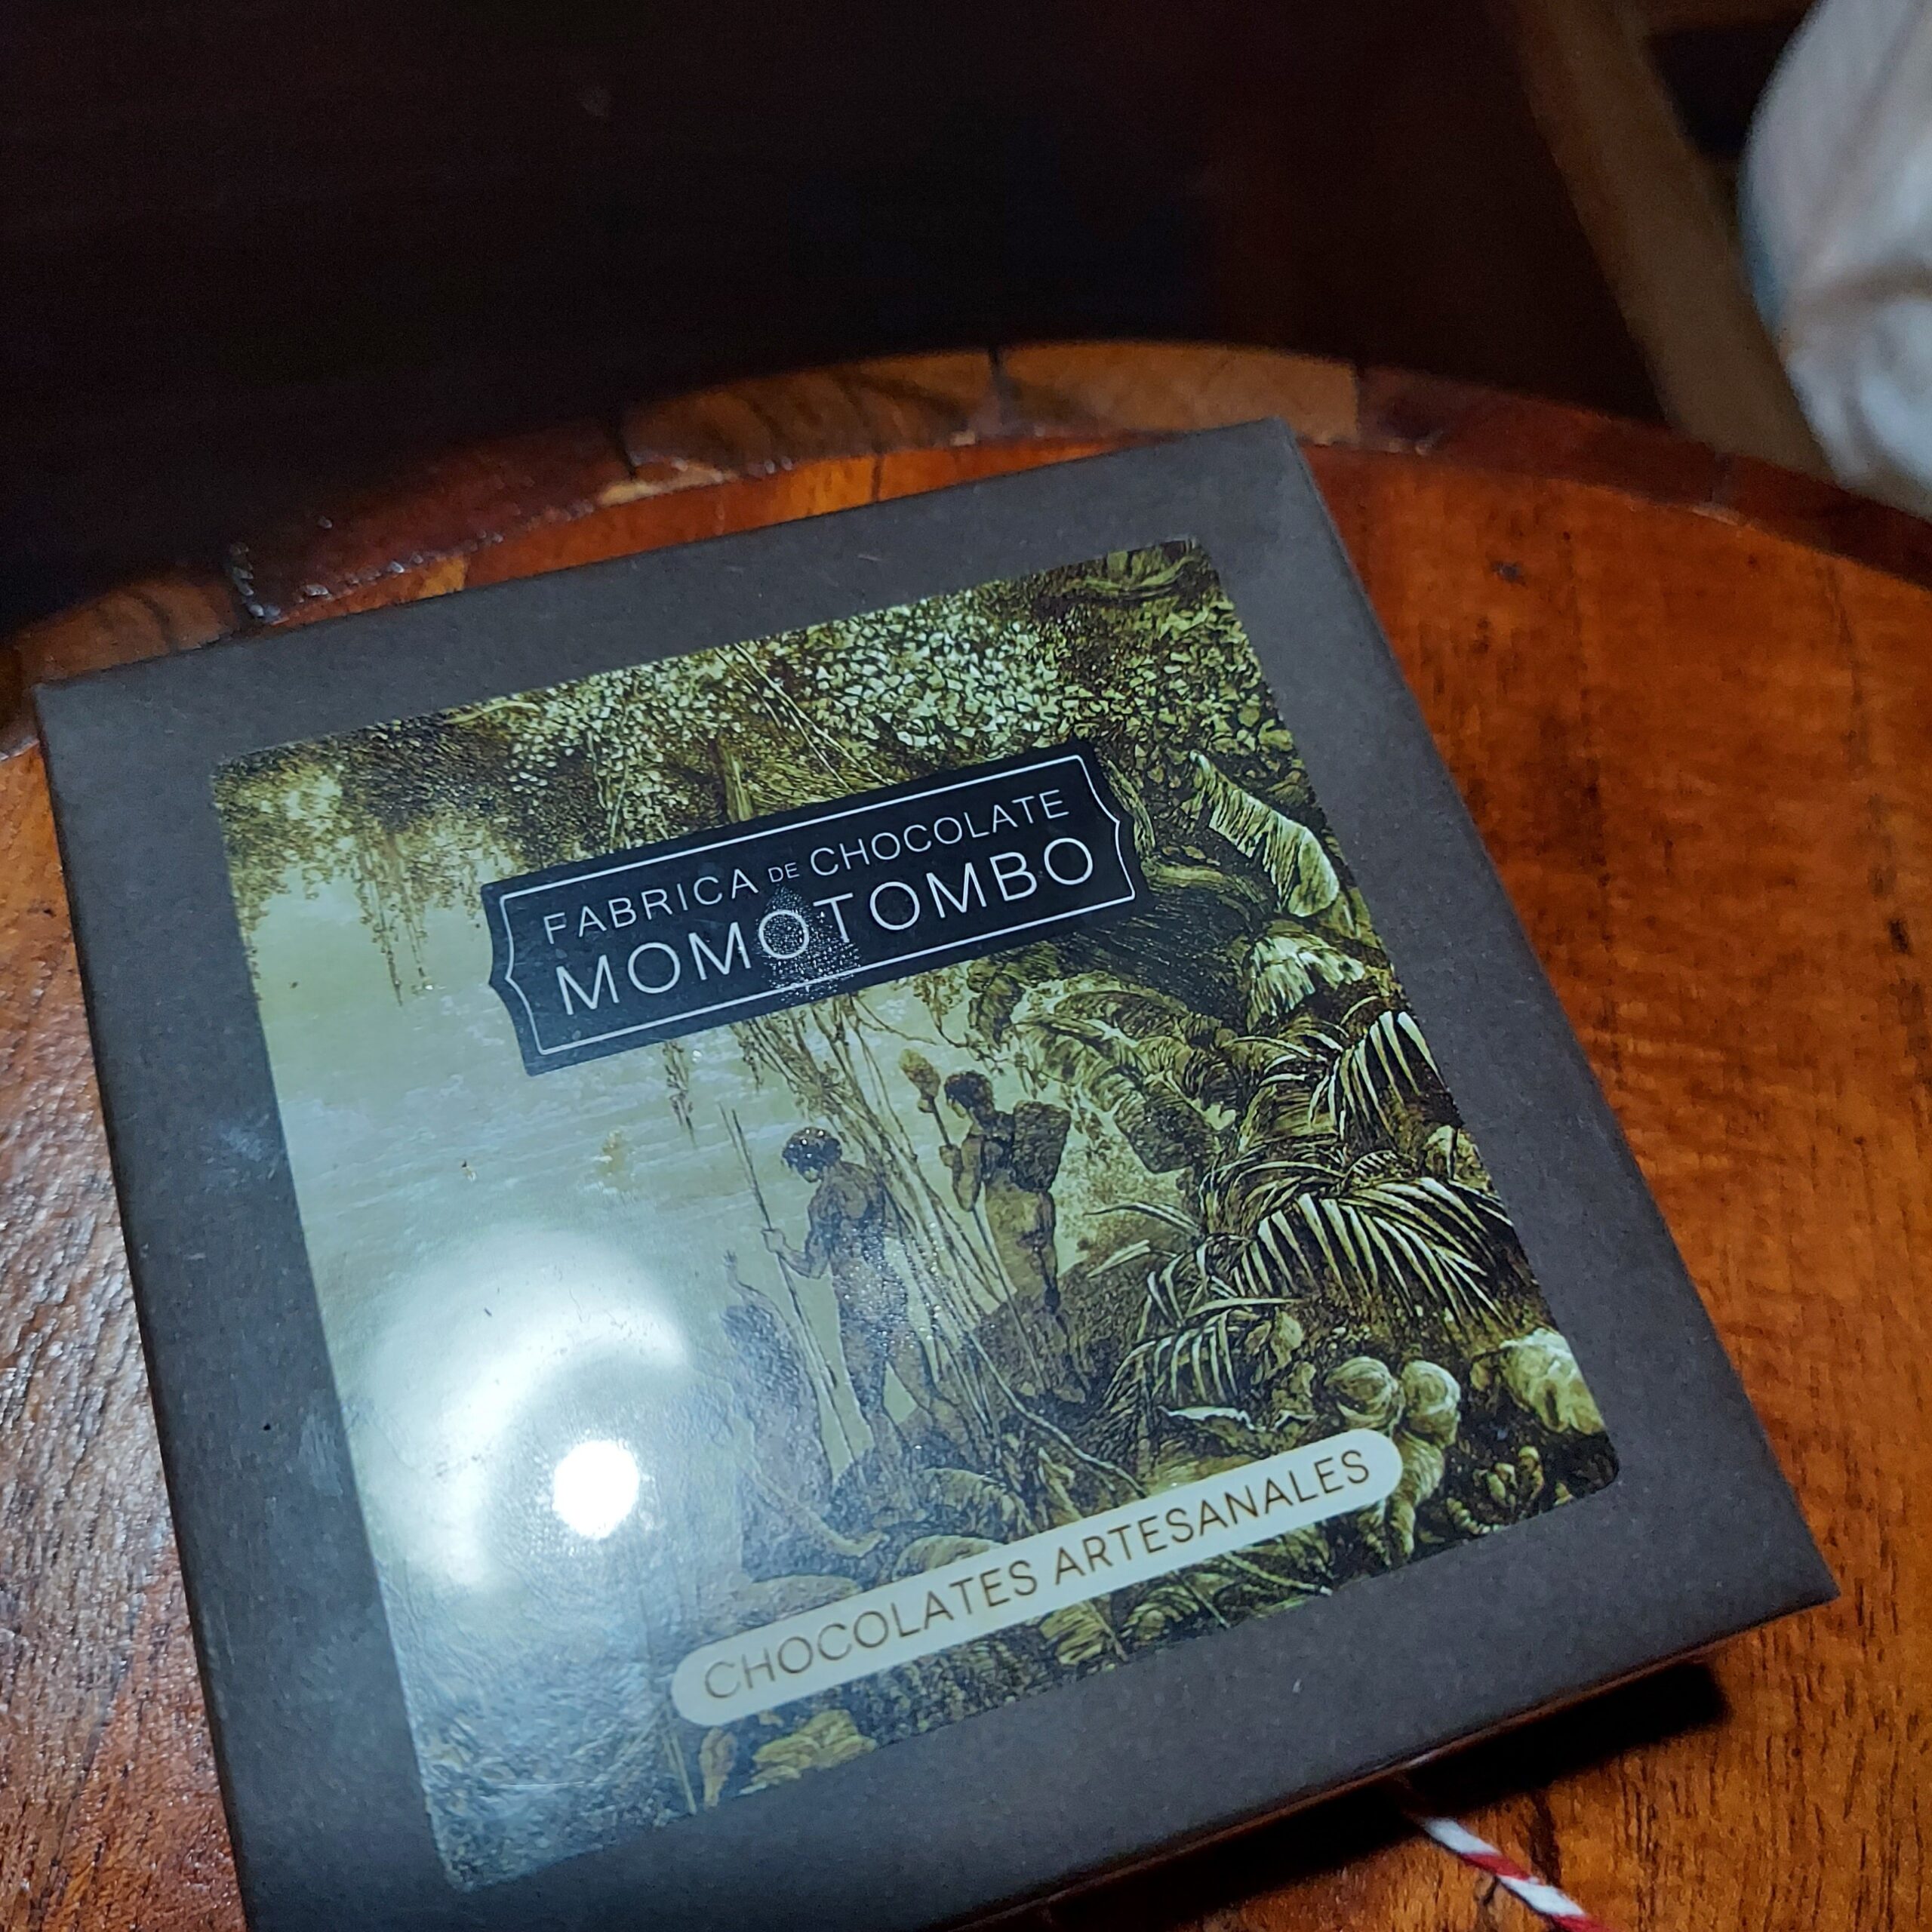 FABRICA DE CHOCOLATE
MOMOTOMBO
CHOCOLATES ARTESANALES